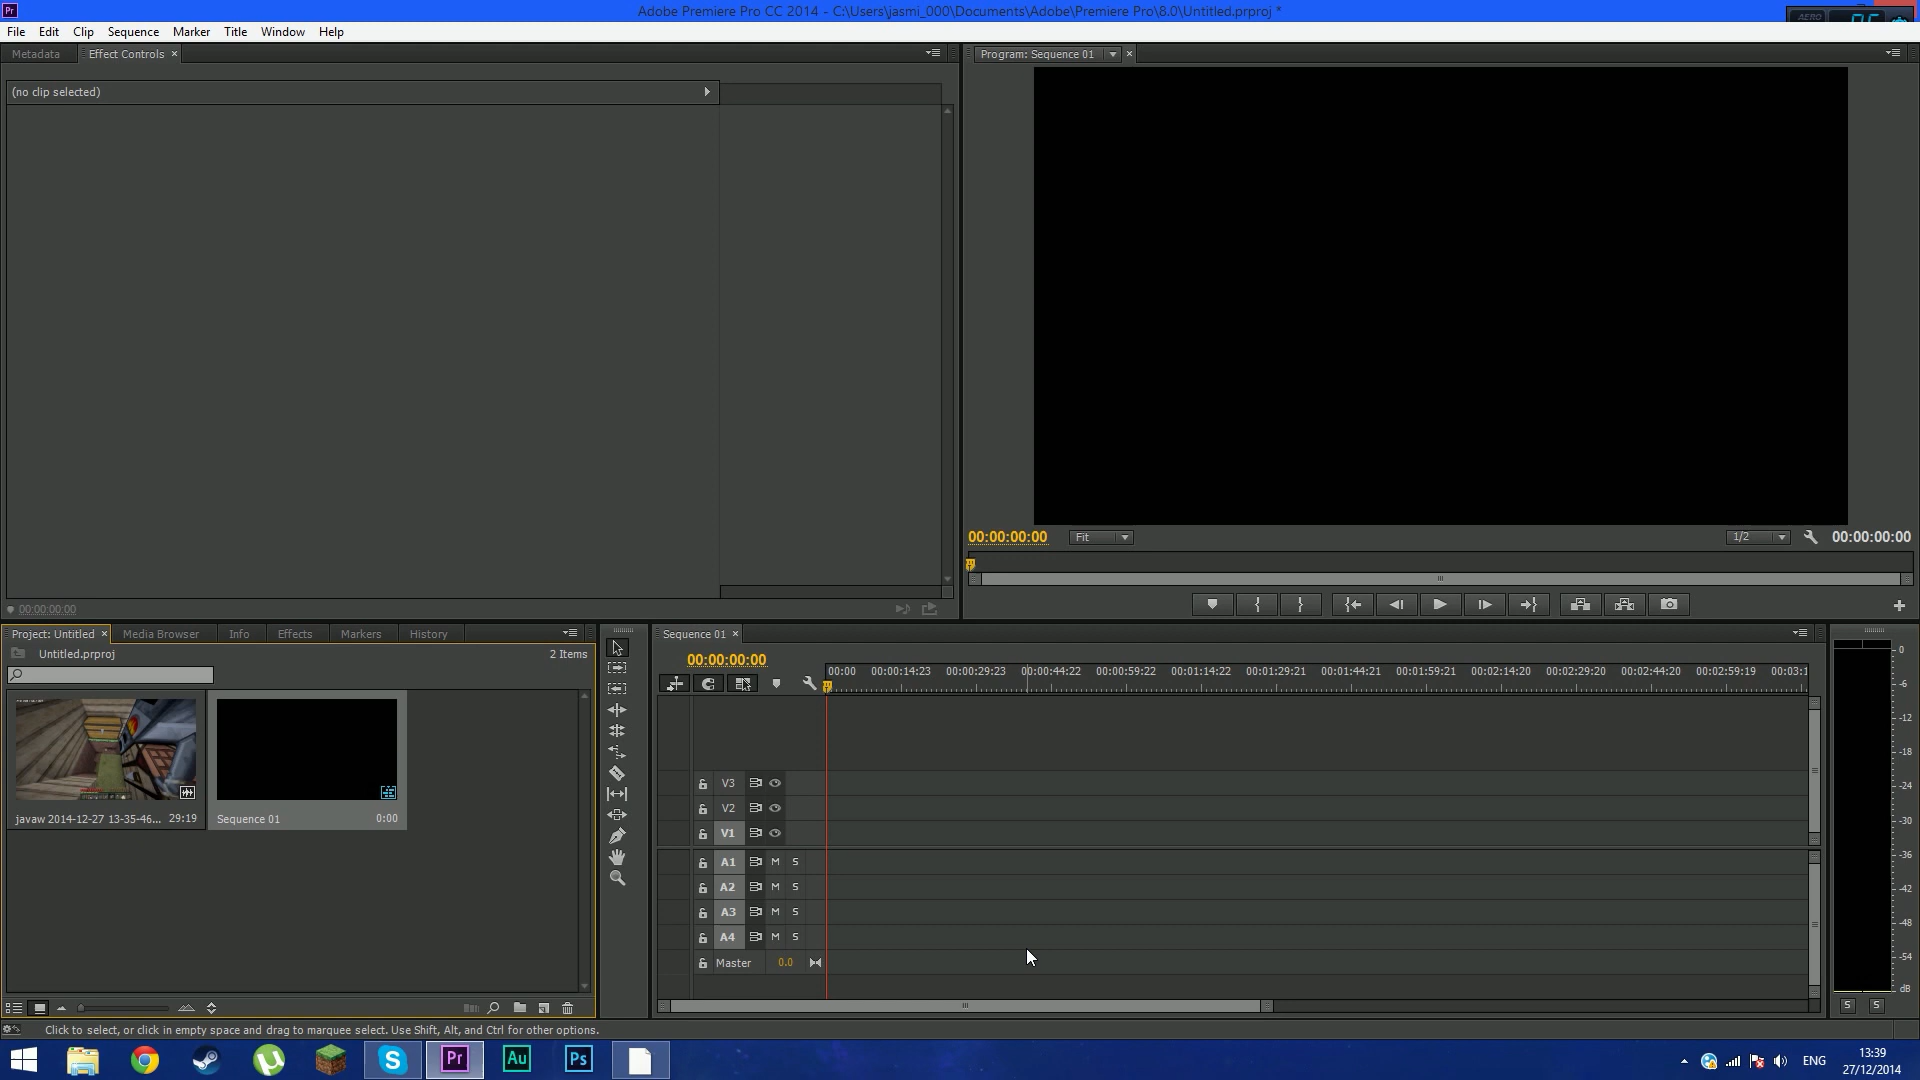 Pr
Adobe Premiere Pro CC 2014 - C:\Users\jasmi_000\Documents\Adobe\Premiere Pro\8.0\Untitled.prproj *
File Edit Clip Sequence Marker Title Window Help
Metadata Effect Controls ×
Program: Sequence 01 ×
(no clip selected)
00:00:00:00 Fit 1/2 00:00:00:00
00:00:00:00
Project: Untitled × Media Browser Info Effects Markers History
Untitled.prproj 2 Items
javaw 2014-12-27 13-35-46... 29:19
Sequence 01 0:00
Sequence 01 ×
00:00:00:00
00:00 00:00:14:23 00:00:29:23 00:00:44:22 00:00:59:22 00:01:14:22 00:01:29:21 00:01:44:21 00:01:59:21 00:02:14:20 00:02:29:20 00:02:44:20 00:02:59:19 00:03:1
V3
V2
V1
A1 M S
A2 M S
A3 M S
A4 M S
Master 0.0
0
-6
-12
-18
-24
-30
-36
-42
-48
-54
dB
S S
Click to select, or click in empty space and drag to marquee select. Use Shift, Alt, and Ctrl for other options.
S Pr Au Ps
ENG
13:39
27/12/2014